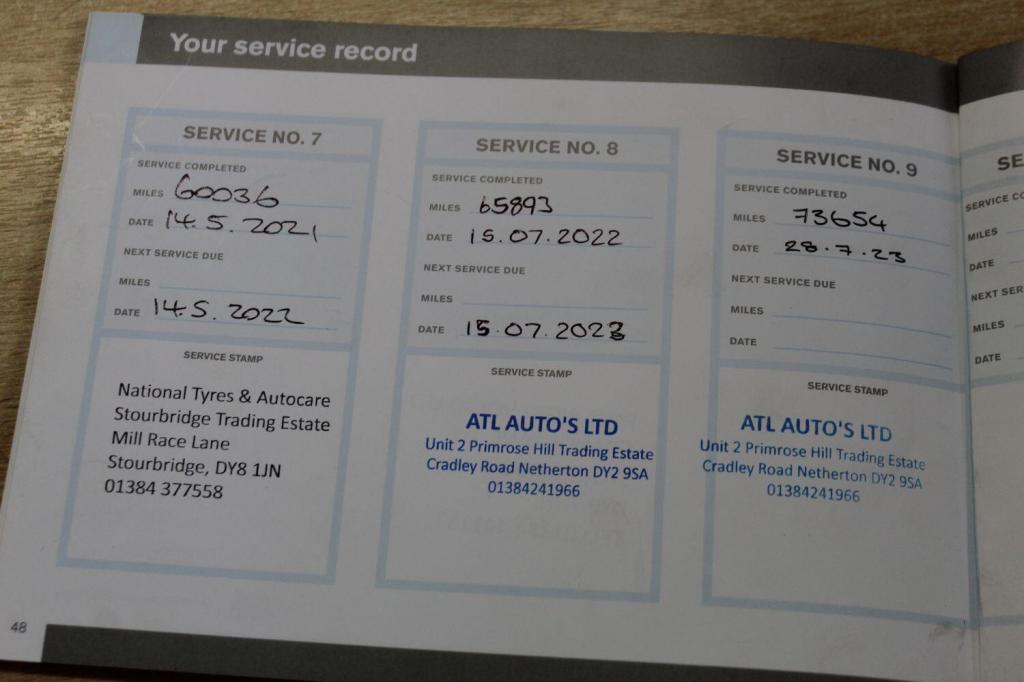 Your service record
SERVICE NO. 7
SERVICE COMPLETED
MILES 60036
DATE 14.5.2021
NEXT SERVICE DUE
MILES
DATE 14.5.2022
SERVICE STAMP
National Tyres & Autocare
Stourbridge Trading Estate
Mill Race Lane
Stourbridge, DY8 1JN
01384 377558
SERVICE NO. 8
SERVICE COMPLETED
MILES 65893
DATE 15.07.2022
NEXT SERVICE DUE
MILES
DATE 15.07.2023
SERVICE STAMP
ATL AUTO'S LTD
Unit 2 Primrose Hill Trading Estate
Cradley Road Netherton DY2 9SA
01384241966
SERVICE NO. 9
SERVICE COMPLETED
MILES 73654
DATE 28.7.23
NEXT SERVICE DUE
MILES
DATE
SERVICE STAMP
ATL AUTO'S LTD
Unit 2 Primrose Hill Trading Estate
Cradley Road Netherton DY2 9SA
01384241966
SE
SERVICE CO
MILES
DATE
NEXT SER
MILES
DATE
48